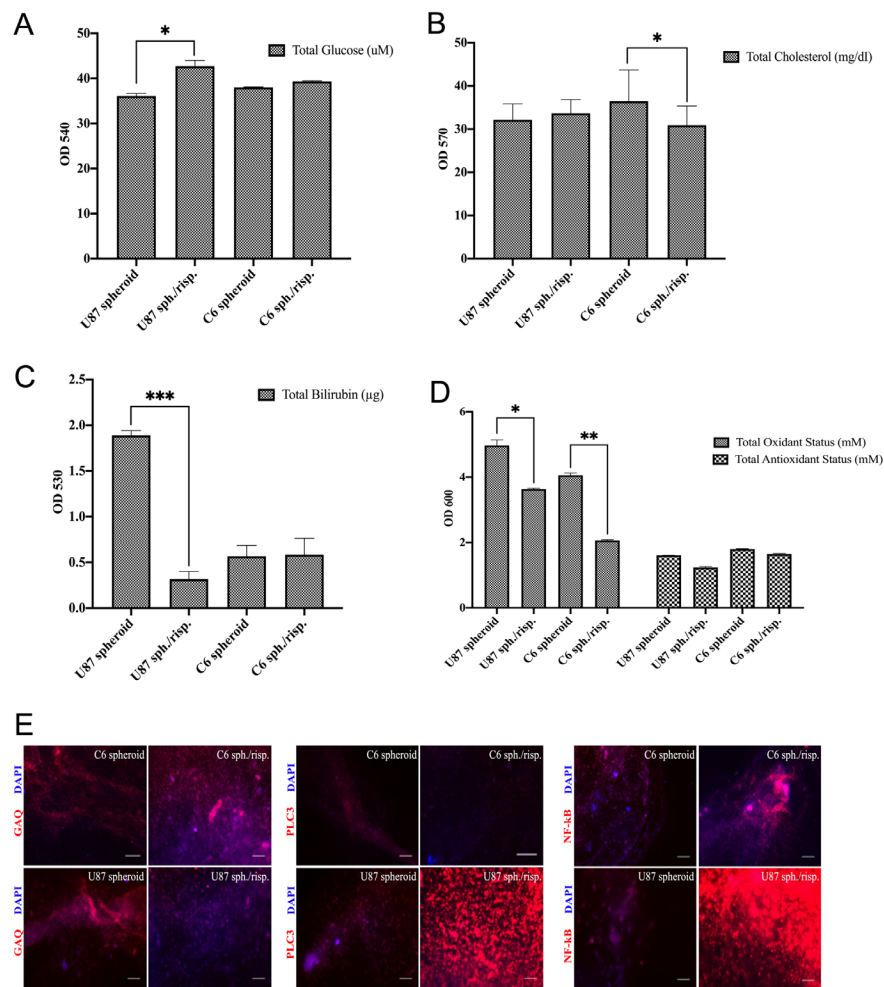 A
Total Glucose (uM)
OD 540
50
40
30
20
10
0
*
U87 spheroid
U87 sph./risp.
C6 spheroid
C6 sph./risp.
B
Total Cholesterol (mg/dl)
OD 570
50
40
30
20
10
0
*
U87 spheroid
U87 sph./risp.
C6 spheroid
C6 sph./risp.
C
Total Bilirubin (µg)
OD 530
2.5
2.0
1.5
1.0
0.5
0.0
***
U87 spheroid
U87 sph./risp.
C6 spheroid
C6 sph./risp.
D
Total Oxidant Status (mM)
Total Antioxidant Status (mM)
OD 600
6
4
2
0
*
**
U87 spheroid
U87 sph./risp.
C6 spheroid
C6 sph./risp.
U87 spheroid
U87 sph./risp.
C6 spheroid
C6 sph./risp.
E
GAQ DAPI
C6 spheroid
C6 sph./risp.
PLC3 DAPI
C6 spheroid
C6 sph./risp.
NF-kB DAPI
C6 spheroid
C6 sph./risp.
GAQ DAPI
U87 spheroid
U87 sph./risp.
PLC3 DAPI
U87 spheroid
U87 sph./risp.
NF-kB DAPI
U87 spheroid
U87 sph./risp.